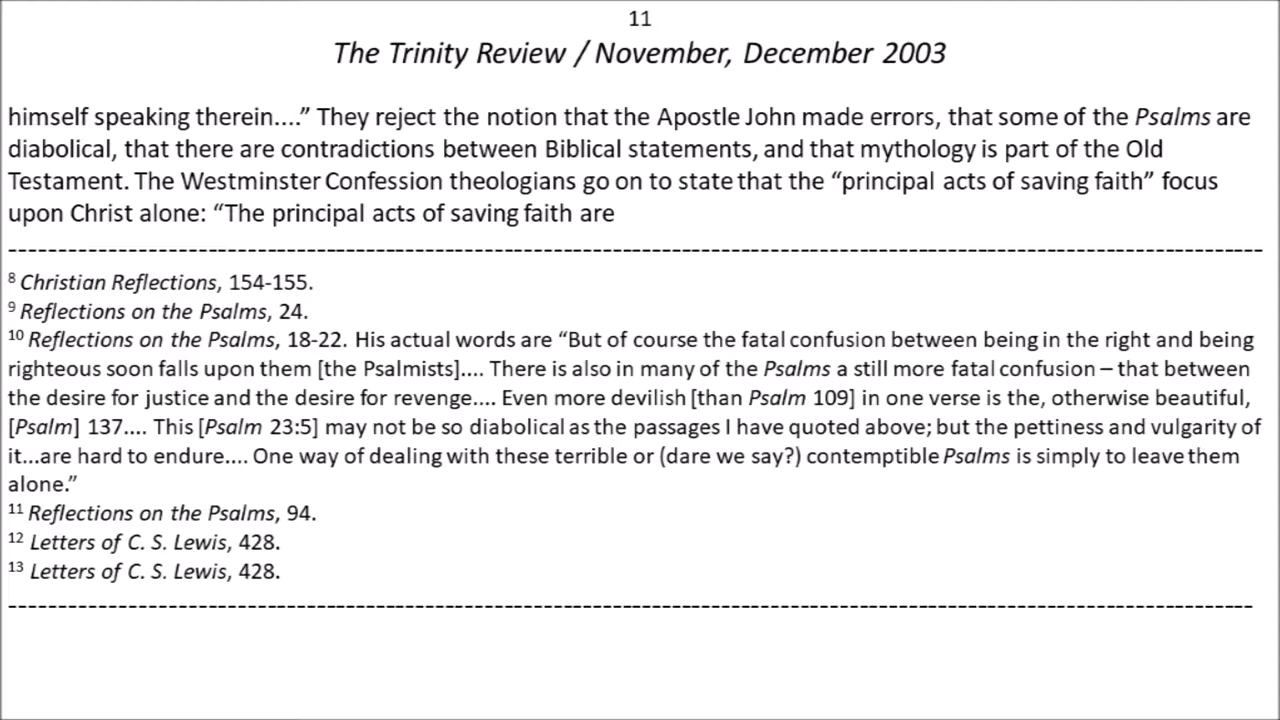 11
The Trinity Review / November, December 2003
himself speaking therein....” They reject the notion that the Apostle John made errors, that some of the Psalms are
diabolical, that there are contradictions between Biblical statements, and that mythology is part of the Old
Testament. The Westminster Confession theologians go on to state that the “principal acts of saving faith” focus
upon Christ alone: “The principal acts of saving faith are
-----------------------------------------------------------------------------------------------------------------------------
8 Christian Reflections, 154-155.
9 Reflections on the Psalms, 24.
10 Reflections on the Psalms, 18-22. His actual words are “But of course the fatal confusion between being in the right and being
righteous soon falls upon them [the Psalmists].... There is also in many of the Psalms a still more fatal confusion – that between
the desire for justice and the desire for revenge.... Even more devilish [than Psalm 109] in one verse is the, otherwise beautiful,
[Psalm] 137.... This [Psalm 23:5] may not be so diabolical as the passages I have quoted above; but the pettiness and vulgarity of
it...are hard to endure.... One way of dealing with these terrible or (dare we say?) contemptible Psalms is simply to leave them
alone.”
11 Reflections on the Psalms, 94.
12 Letters of C. S. Lewis, 428.
13 Letters of C. S. Lewis, 428.
----------------------------------------------------------------------------------------------------------------------------